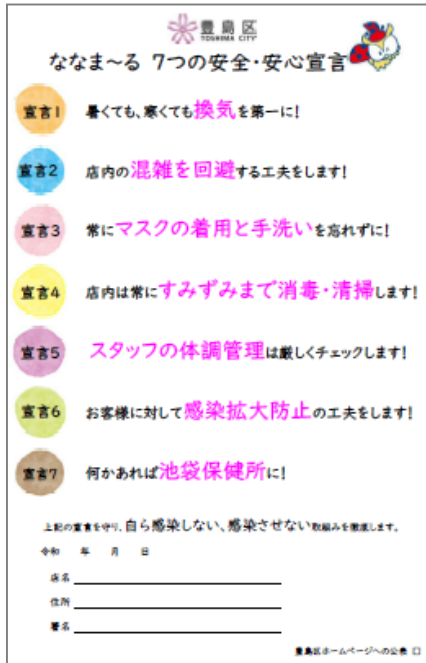 豊島区
TOSHIMA CITY
ななま~る 7つの安全・安心宣言
宣言1 暑くても、寒くても換気を第一に!
宣言2 店内の混雑を回避する工夫をします!
宣言3 常にマスクの着用と手洗いを忘れずに!
宣言4 店内は常にすみずみまで消毒・清掃します!
宣言5 スタッフの体調管理は厳しくチェックします!
宣言6 お客様に対して感染拡大防止の工夫をします!
宣言7 何かあれば池袋保健所に!
上記の宣言を守り、自ら感染しない、感染させない取組みを徹底します。
令和 年 月 日
店名
住所
署名
豊島区ホームページへの公表 □